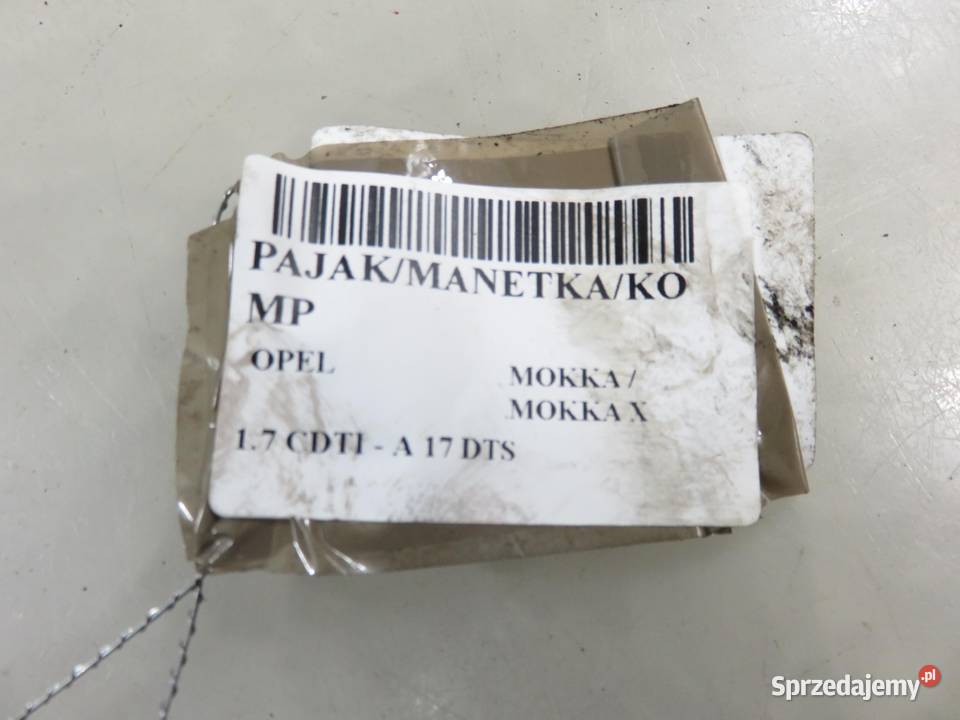 PAJAK/MANETKA/KO
MP
OPEL
MOKKA /
MOKKA X
1.7 CDTI - A 17 DTS
Sprzedajemy.pl